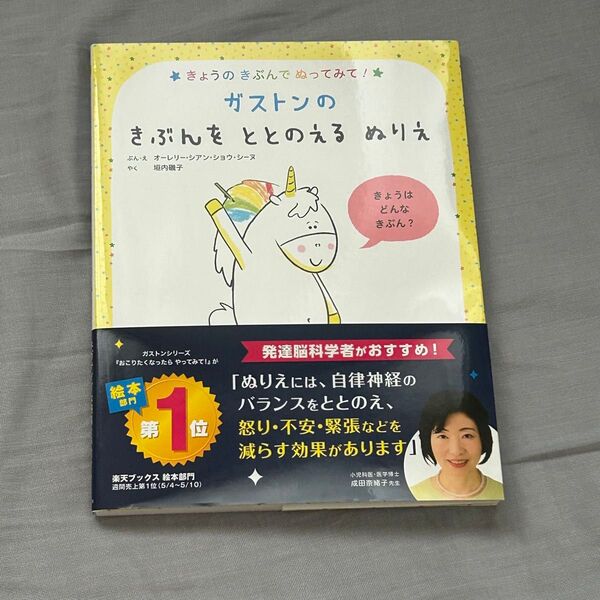 ★きょうの きぶんで ぬってみて!★
ガストンの
きぶんを ととのえる ぬりえ
ぶん・え オーレリー・シアン・ショウ・シーヌ
やく 垣内磯子
きょうは
どんな
きぶん?
ガストンシリーズ
『おこりたくなったら やってみて!』が
絵本
部門
第1位
楽天ブックス 絵本部門
週間売上第1位(5/4~5/10)
発達脳科学者がおすすめ!
「ぬりえには、自律神経の
バランスをととのえ、
怒り・不安・緊張などを
減らす効果があります」
小児科医・医学博士
成田奈緒子先生